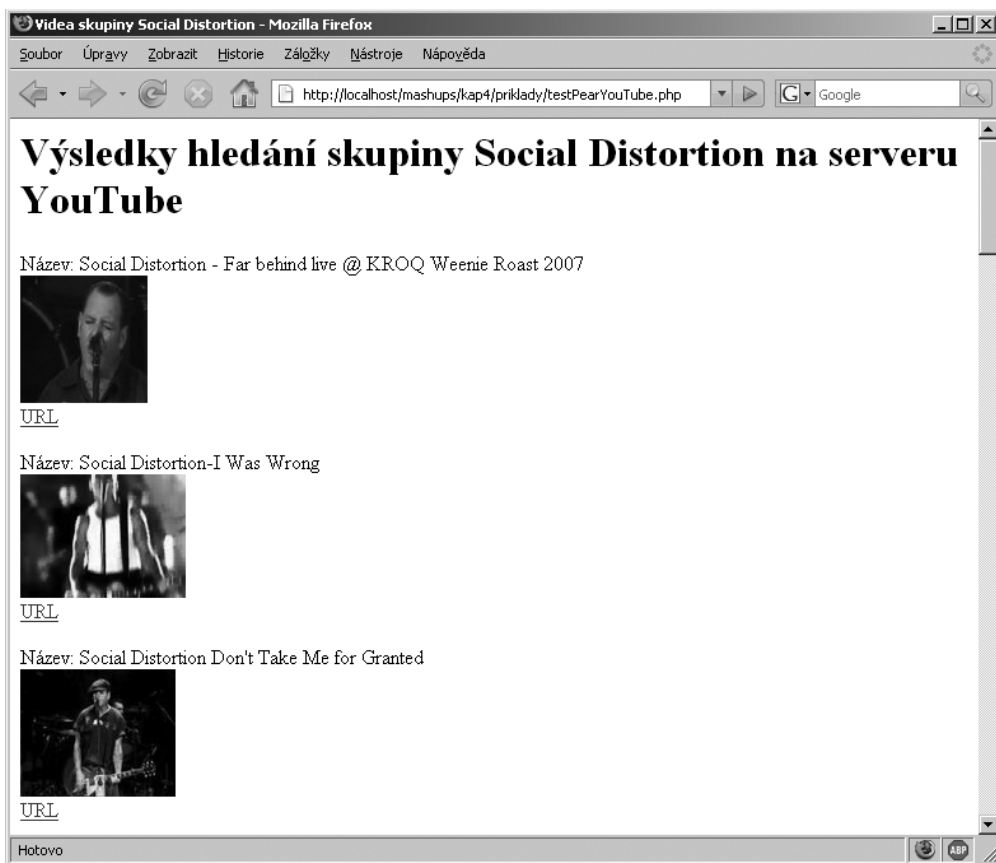 Videa skupiny Social Distortion - Mozilla Firefox
Soubor Úpravy Zobrazit Historie Záložky Nástroje Nápověda
http://localhost/mashups/kap4/priklady/testPearYouTube.php G Google
Výsledky hledání skupiny Social Distortion na serveru
YouTube
Název: Social Distortion - Far behind live @ KROQ Weenie Roast 2007
URL
Název: Social Distortion-I Was Wrong
URL
Název: Social Distortion Don't Take Me for Granted
URL
Hotovo ABP